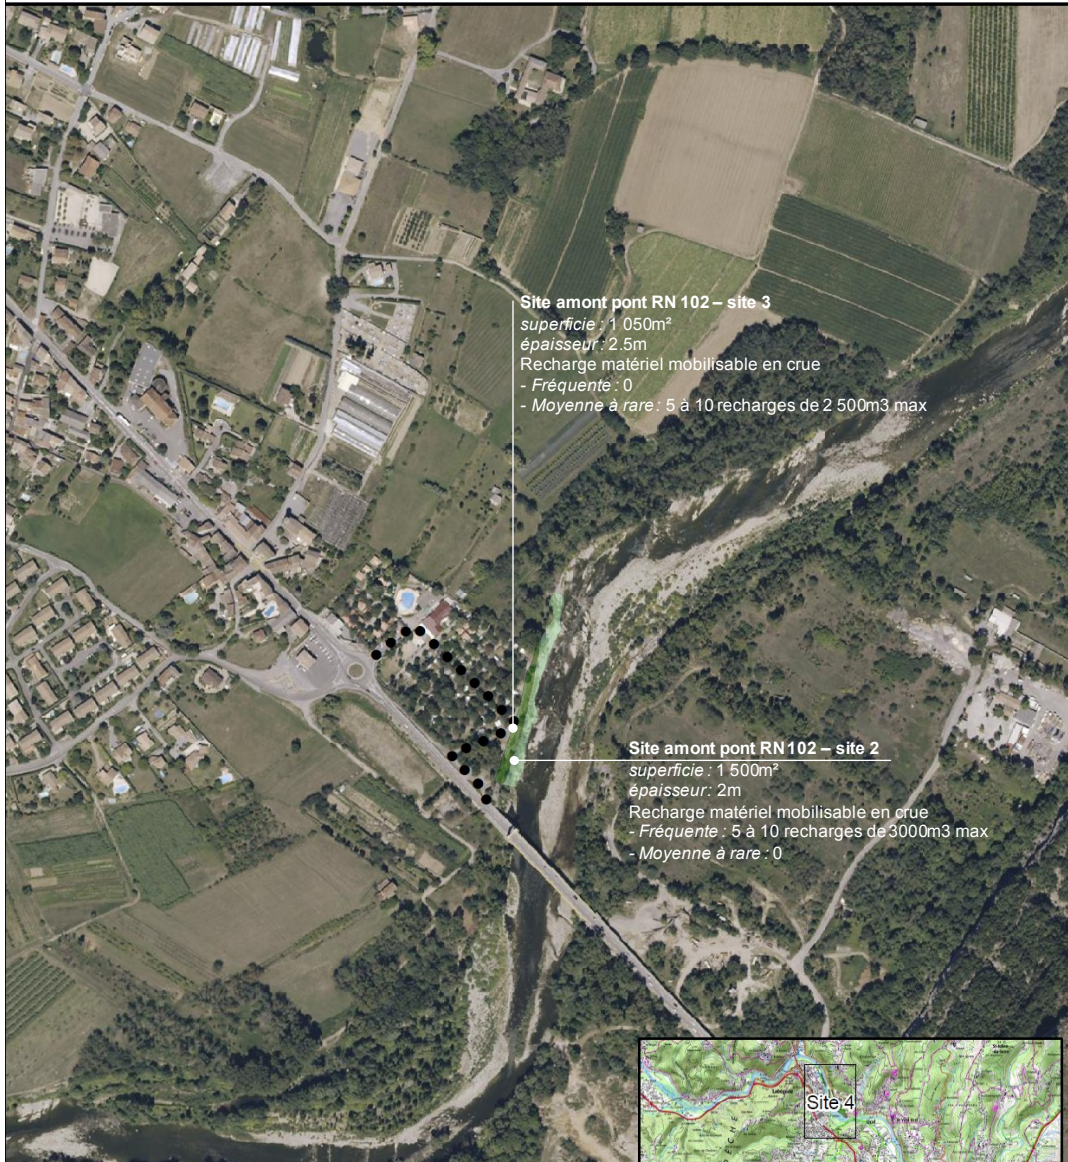 Site amont pont RN 102 – site 3
superficie : 1 050m²
épaisseur : 2.5m
Recharge matériel mobilisable en crue
- Fréquente : 0
- Moyenne à rare : 5 à 10 recharges de 2 500m3 max
Site amont pont RN 102 – site 2
superficie : 1 500m²
épaisseur : 2m
Recharge matériel mobilisable en crue
- Fréquente : 5 à 10 recharges de 3000m3 max
- Moyenne à rare : 0
Site 4